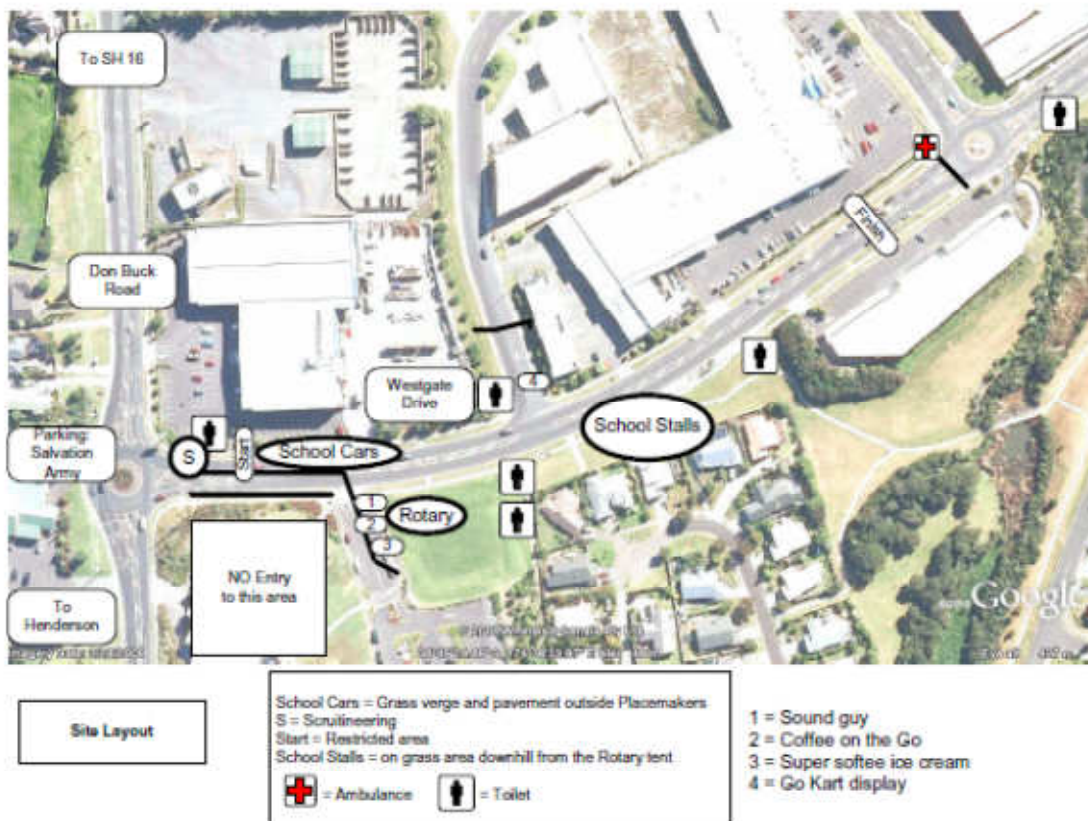 To SH 16
Don Buck
Road
Finish
Westgate
Drive
4
School Stalls
Parking:
Salvation
Army
S
Start
School Cars
1
2
3
Rotary
NO Entry
to this area
To
Henderson
Google
Site Layout
School Cars = Grass verge and pavement outside Placemakers
S = Scrutineering
Start = Restricted area
School Stalls = on grass area downhill from the Rotary tent
= Ambulance
= Toilet
1 = Sound guy
2 = Coffee on the Go
3 = Super softee ice cream
4 = Go Kart display